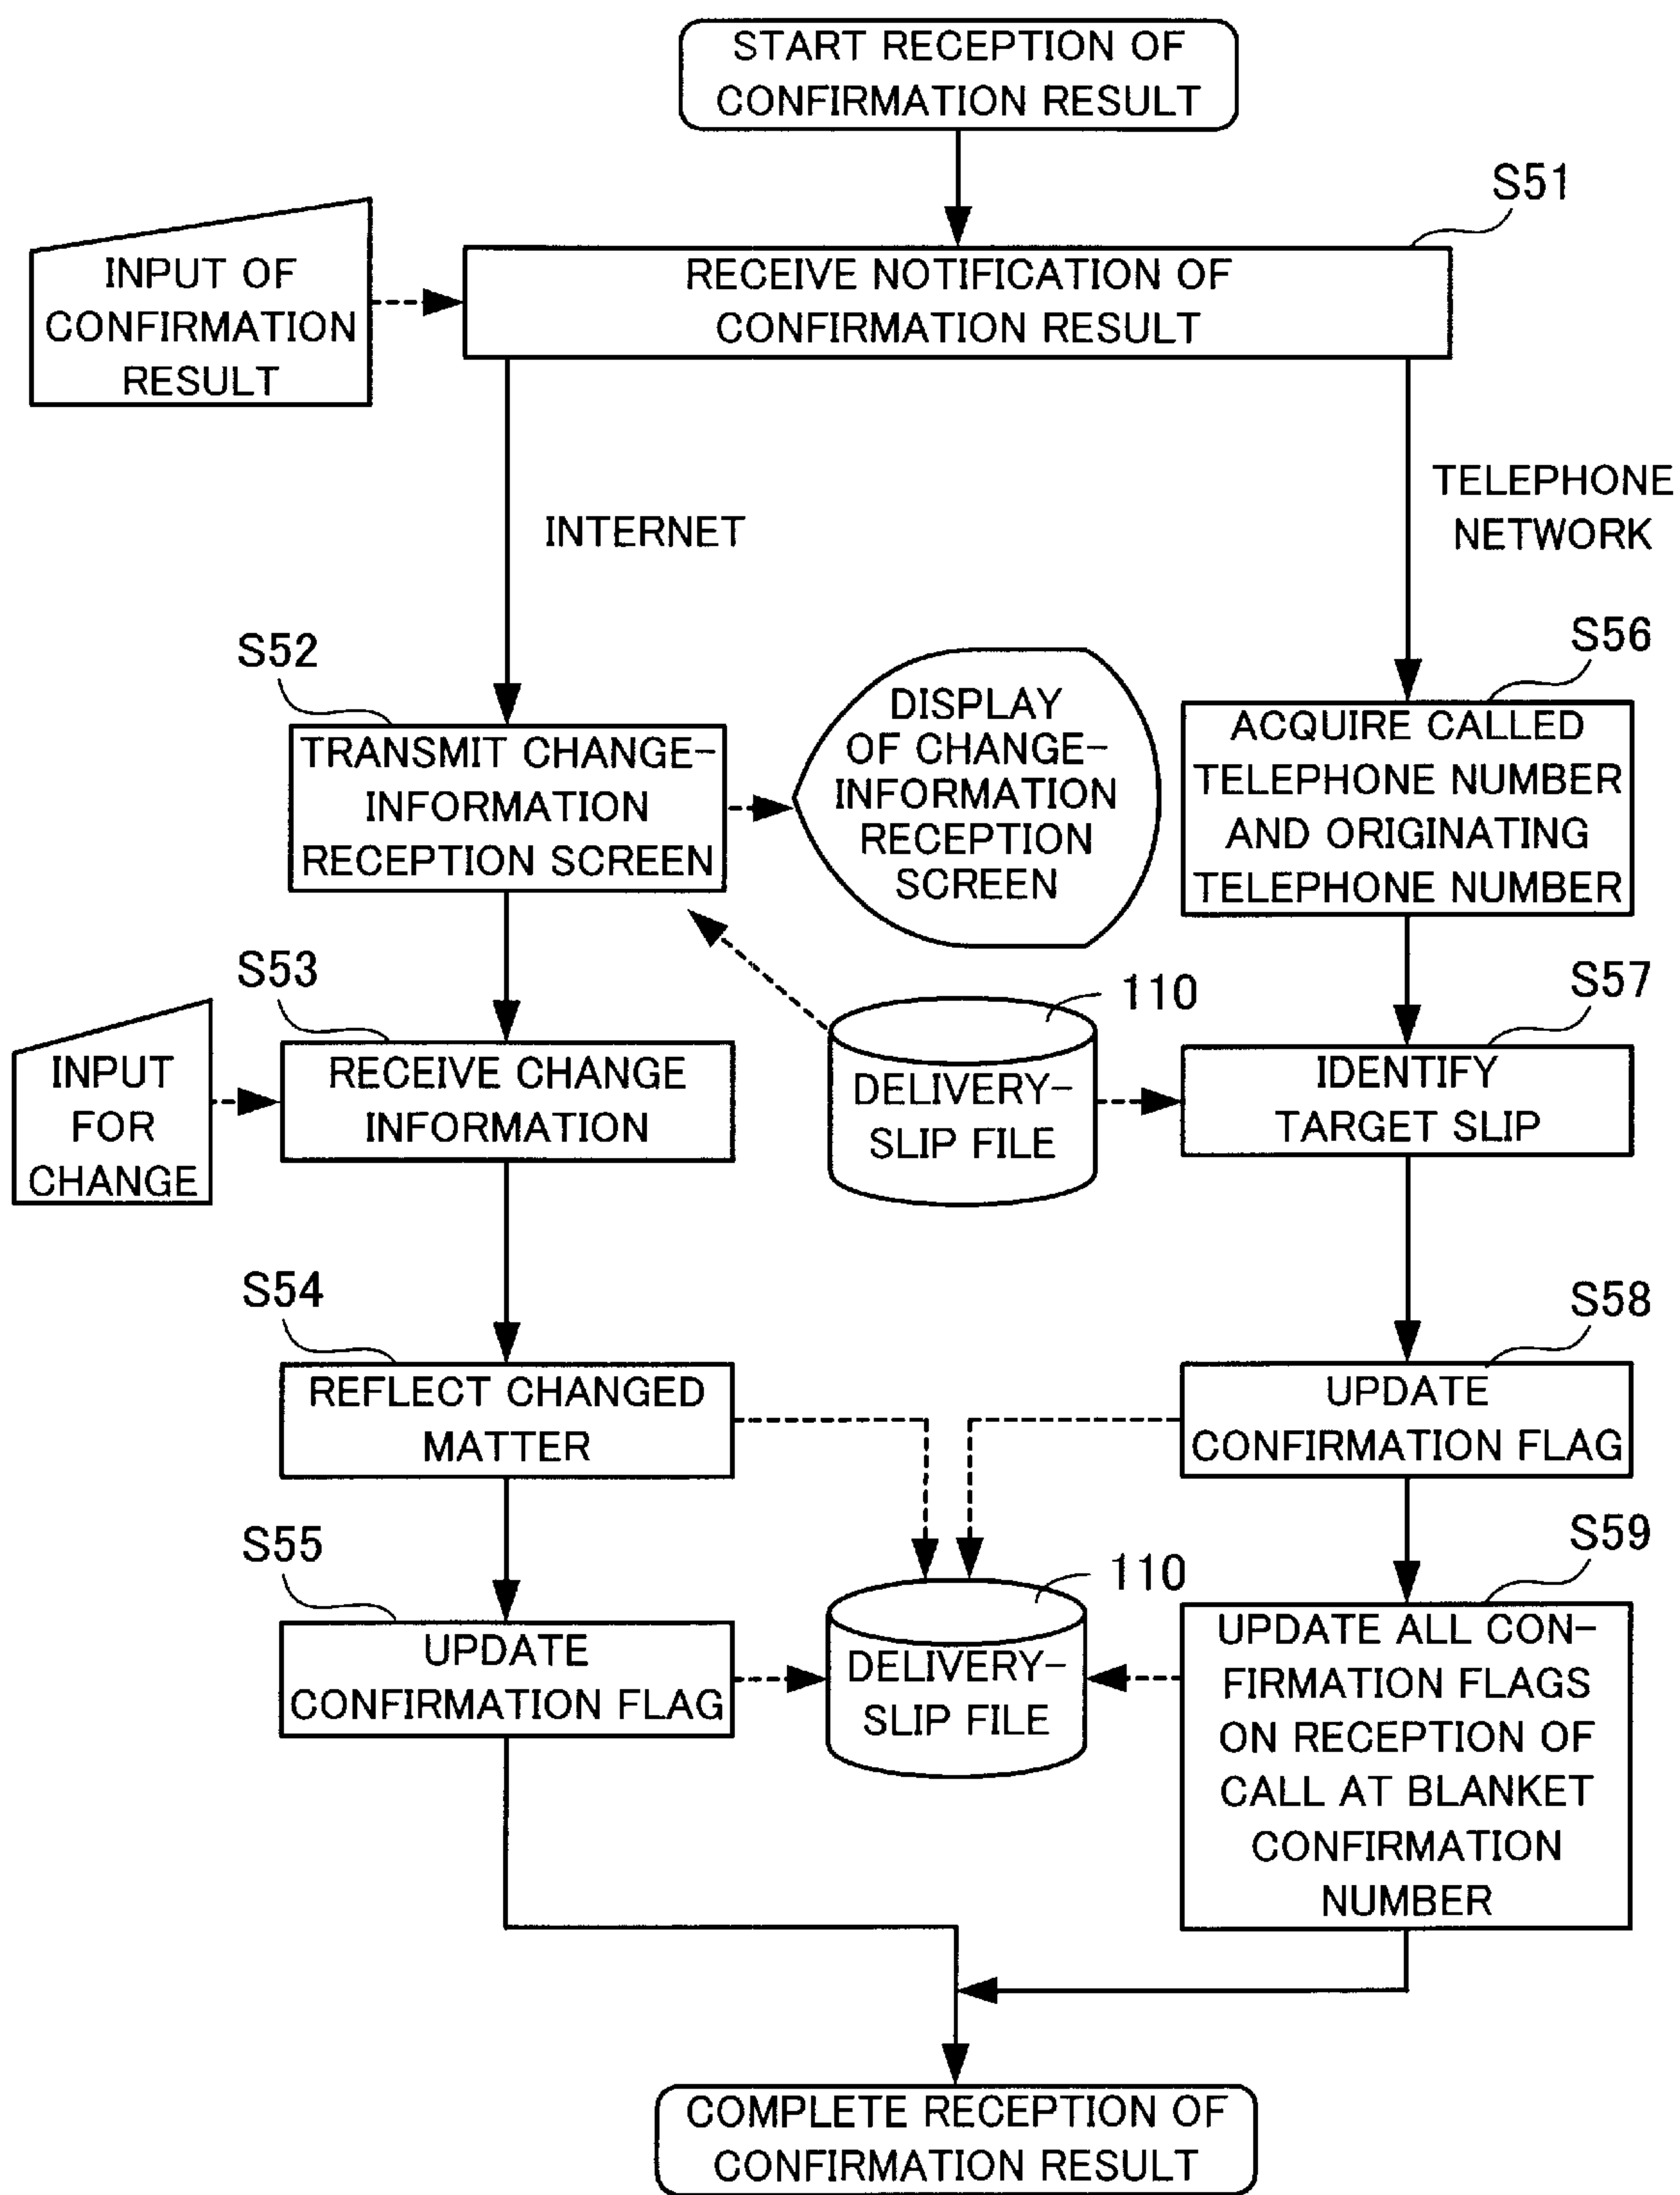 START RECEPTION OF
CONFIRMATION RESULT
S51
INPUT OF
CONFIRMATION
RESULT
RECEIVE NOTIFICATION OF
CONFIRMATION RESULT
INTERNET
TELEPHONE
NETWORK
S52
TRANSMIT CHANGE-
INFORMATION
RECEPTION SCREEN
DISPLAY
OF CHANGE-
INFORMATION
RECEPTION
SCREEN
S56
ACQUIRE CALLED
TELEPHONE NUMBER
AND ORIGINATING
TELEPHONE NUMBER
S53
INPUT
FOR
CHANGE
RECEIVE CHANGE
INFORMATION
110
DELIVERY-
SLIP FILE
S57
IDENTIFY
TARGET SLIP
S54
REFLECT CHANGED
MATTER
S58
UPDATE
CONFIRMATION FLAG
S55
UPDATE
CONFIRMATION FLAG
110
DELIVERY-
SLIP FILE
S59
UPDATE ALL CON-
FIRMATION FLAGS
ON RECEPTION OF
CALL AT BLANKET
CONFIRMATION
NUMBER
COMPLETE RECEPTION OF
CONFIRMATION RESULT